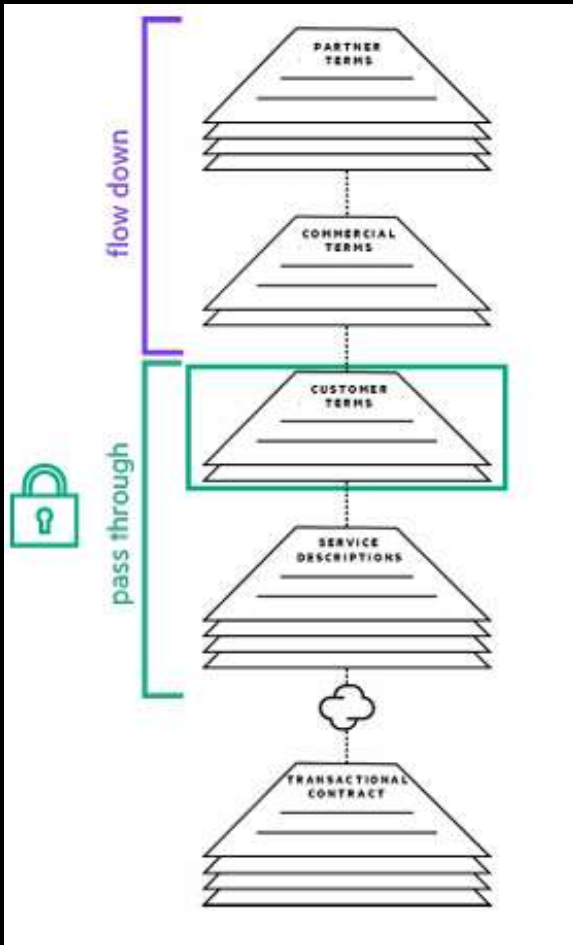 PARTNER
TERMS
flow down
COMMERCIAL
TERMS
CUSTOMER
TERMS
pass through
SERVICE
DESCRIPTIONS
TRANSACTIONAL
CONTRACT